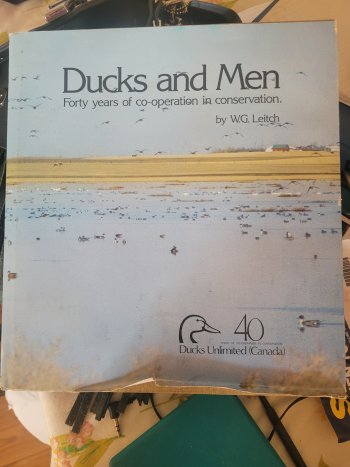 Ducks and Men
Forty years of co-operation in conservation.
by W.G. Leitch
40
Ducks Unlimited (Canada)